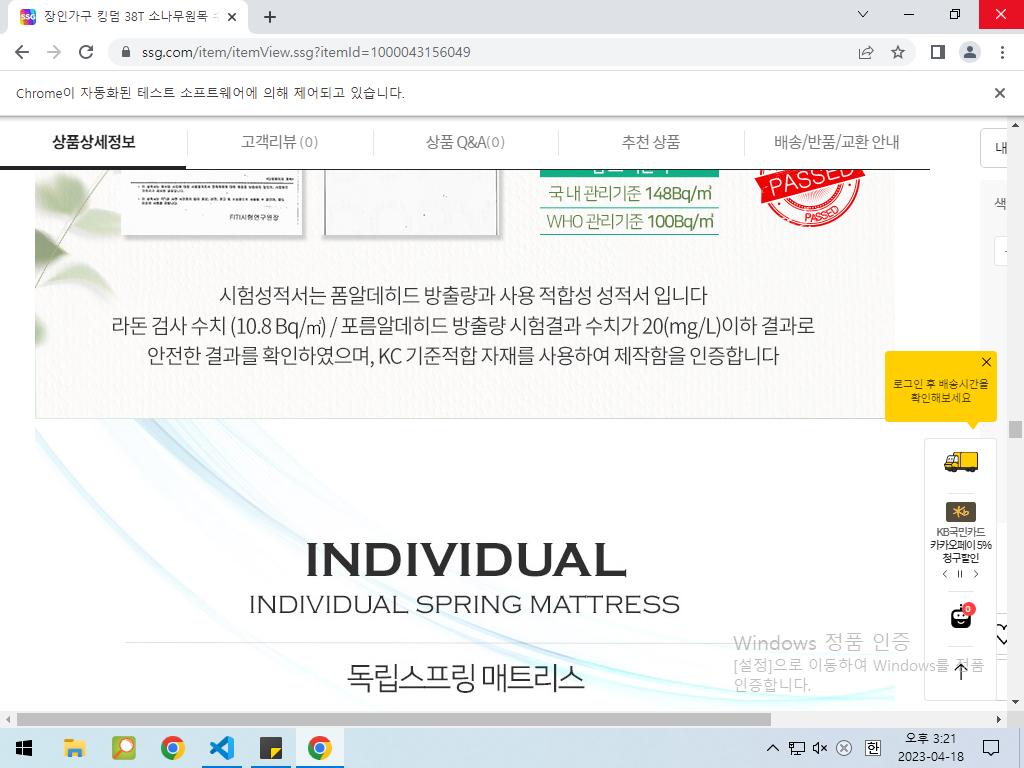 장인가구 킹덤 38T 소나무원목
ssg.com/item/itemView.ssg?itemId=1000043156049
Chrome이 자동화된 테스트 소프트웨어에 의해 제어되고 있습니다.
상품상세정보
고객리뷰 (0)
상품 Q&A(0)
추천 상품
배송/반품/교환 안내
내
색
FITI시험연구원장
국내 관리기준 148Bq/㎥
WHO 관리기준 100Bq/㎥
PASSED
PASSED
시험성적서는 폼알데히드 방출량과 사용 적합성 성적서 입니다
라돈 검사 수치 (10.8 Bq/㎥) / 포름알데히드 방출량 시험결과 수치가 20(mg/L)이하 결과로
안전한 결과를 확인하였으며, KC 기준적합 자재를 사용하여 제작함을 인증합니다
로그인 후 배송시간을
확인해보세요
KB국민카드
카카오페이 5%
청구할인
0
INDIVIDUAL
INDIVIDUAL SPRING MATTRESS
독립스프링 매트리스
Windows 정품 인증
[설정]으로 이동하여 Windows를 정품
인증합니다.
한
오후 3:21
2023-04-18